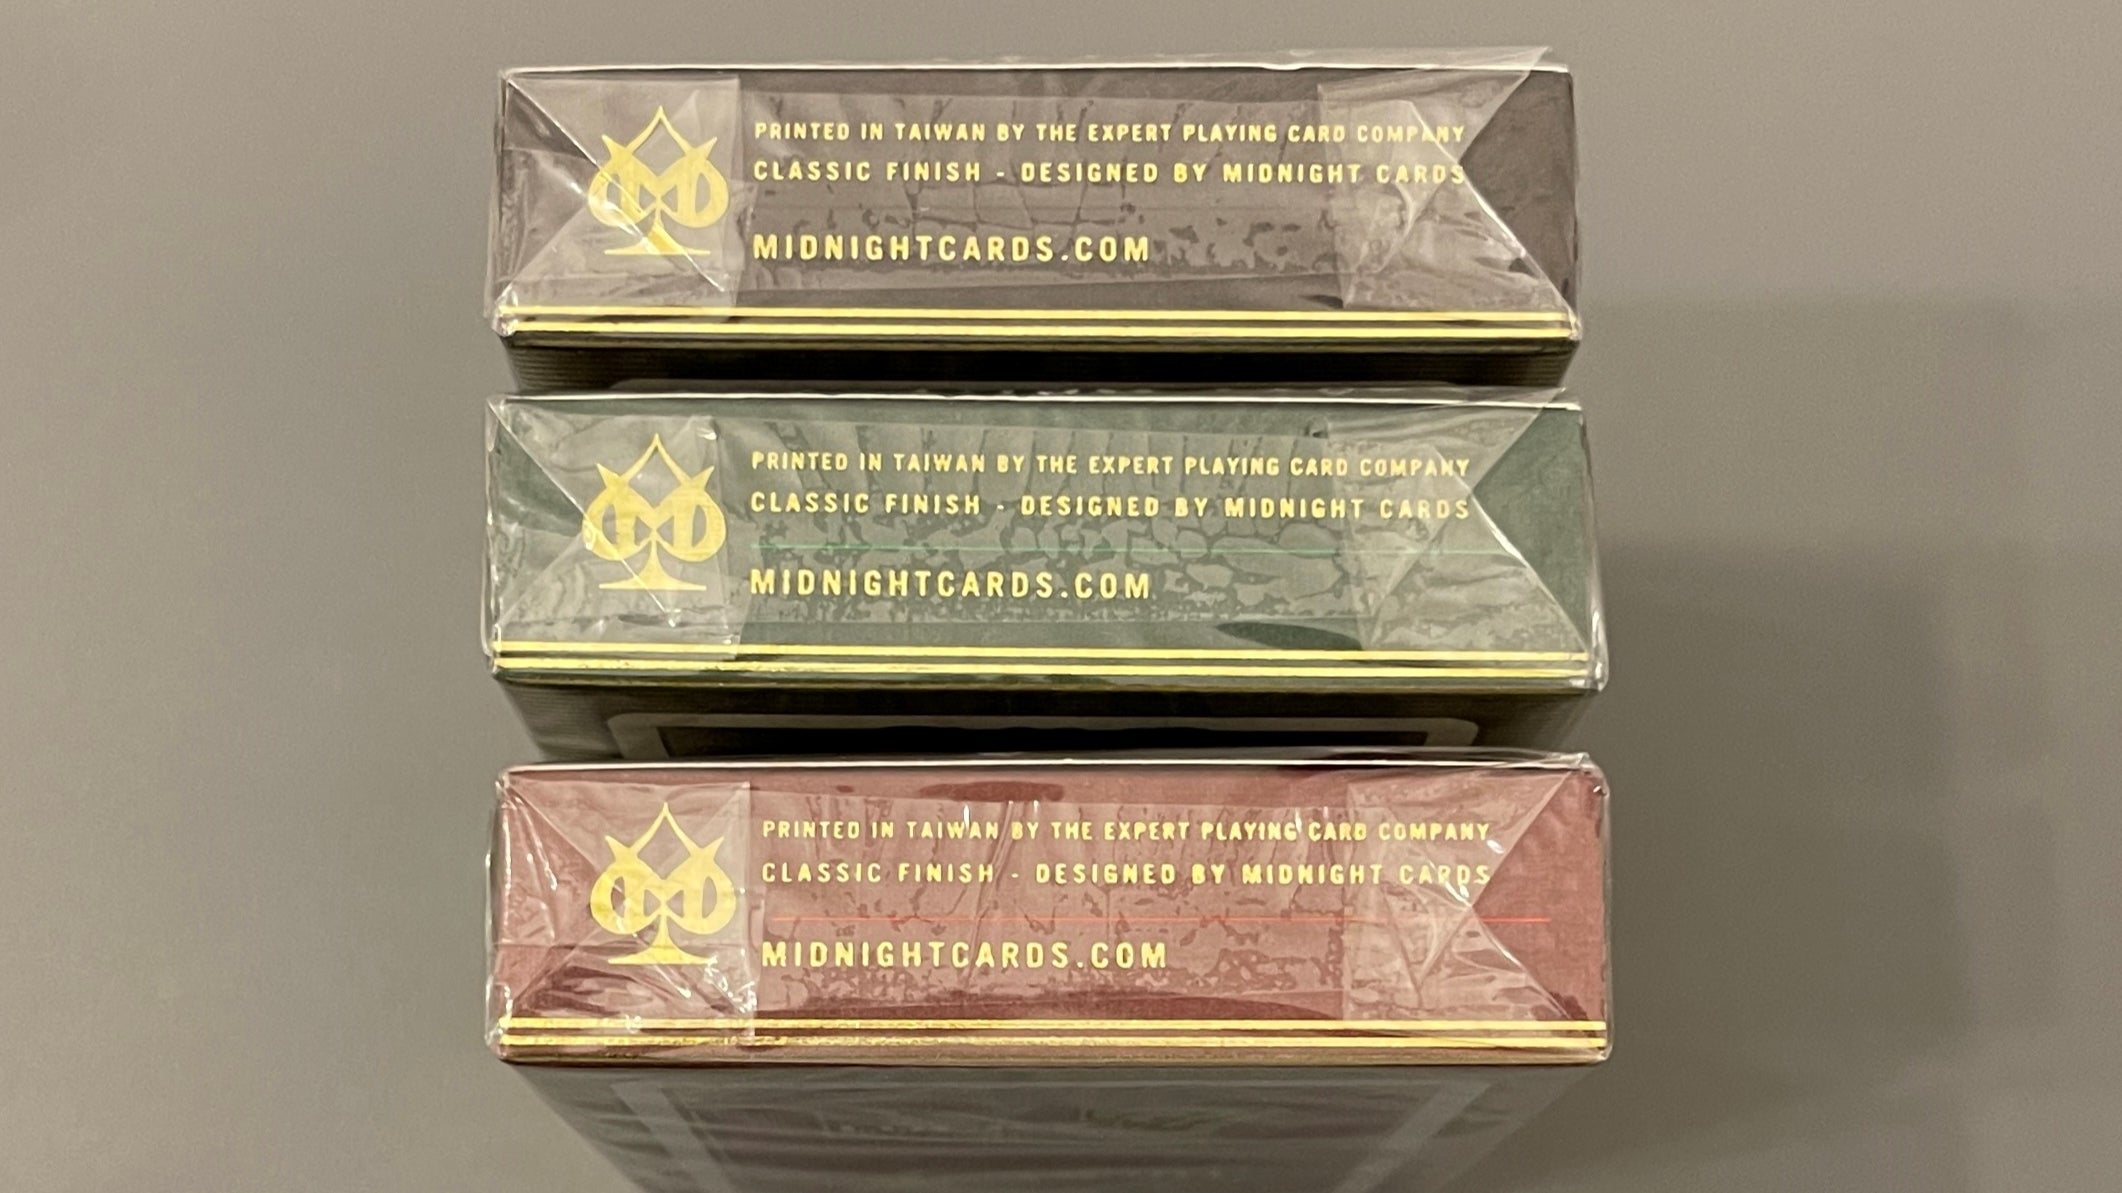 PRINTED IN TAIWAN BY THE EXPERT PLAYING CARD COMPANY
CLASSIC FINISH - DESIGNED BY MIDNIGHT CARDS
MIDNIGHTCARDS.COM
PRINTED IN TAIWAN BY THE EXPERT PLAYING CARD COMPANY
CLASSIC FINISH - DESIGNED BY MIDNIGHT CARDS
MIDNIGHTCARDS.COM
PRINTED IN TAIWAN BY THE EXPERT PLAYING CARD COMPANY
CLASSIC FINISH - DESIGNED BY MIDNIGHT CARDS
MIDNIGHTCARDS.COM